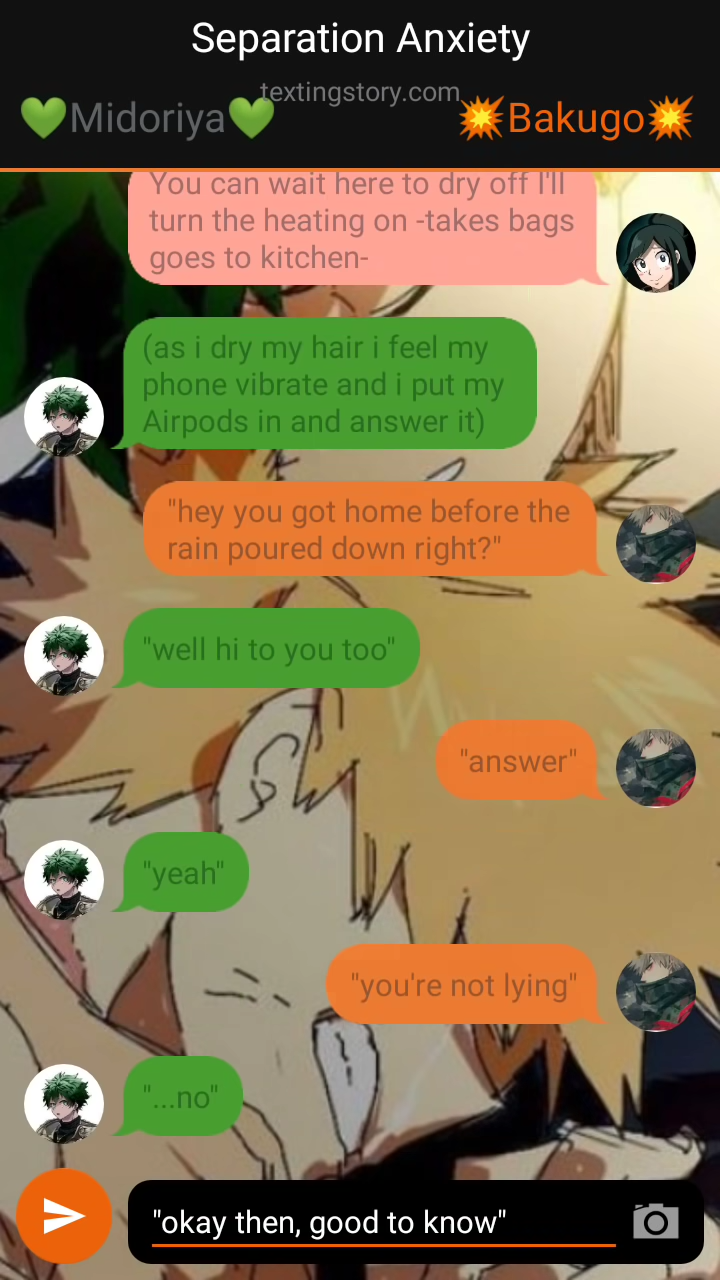 Separation Anxiety
textingstory.com
💚Midoriya💚
💥Bakugo💥
You can wait here to dry off I'll
turn the heating on -takes bags
goes to kitchen-
(as i dry my hair i feel my
phone vibrate and i put my
Airpods in and answer it)
"hey you got home before the
rain poured down right?"
"well hi to you too"
"answer"
"yeah"
"you're not lying"
"...no"
"okay then, good to know"